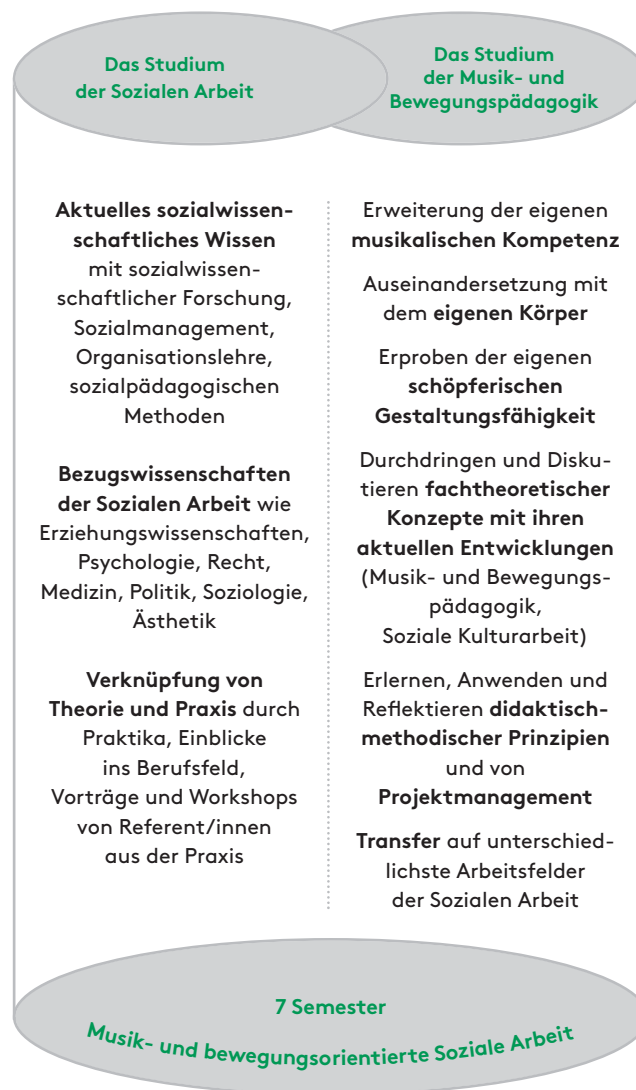 Das Studium
der Sozialen Arbeit
Das Studium
der Musik- und
Bewegungspädagogik
Aktuelles sozialwissen-
schaftliches Wissen
mit sozialwissen-
schaftlicher Forschung,
Sozialmanagement,
Organisationslehre,
sozialpädagogischen
Methoden
Bezugswissenschaften
der Sozialen Arbeit wie
Erziehungswissenschaften,
Psychologie, Recht,
Medizin, Politik, Soziologie,
Ästhetik
Verknüpfung von
Theorie und Praxis durch
Praktika, Einblicke
ins Berufsfeld,
Vorträge und Workshops
von Referent/innen
aus der Praxis
Erweiterung der eigenen
musikalischen Kompetenz
Auseinandersetzung mit
dem eigenen Körper
Erproben der eigenen
schöpferischen
Gestaltungsfähigkeit
Durchdringen und Disku-
tieren fachtheoretischer
Konzepte mit ihren
aktuellen Entwicklungen
(Musik- und Bewegungs-
pädagogik,
Soziale Kulturarbeit)
Erlernen, Anwenden und
Reflektieren didaktisch-
methodischer Prinzipien
und von
Projektmanagement
Transfer auf unterschied-
lichste Arbeitsfelder
der Sozialen Arbeit
7 Semester
Musik- und bewegungsorientierte Soziale Arbeit